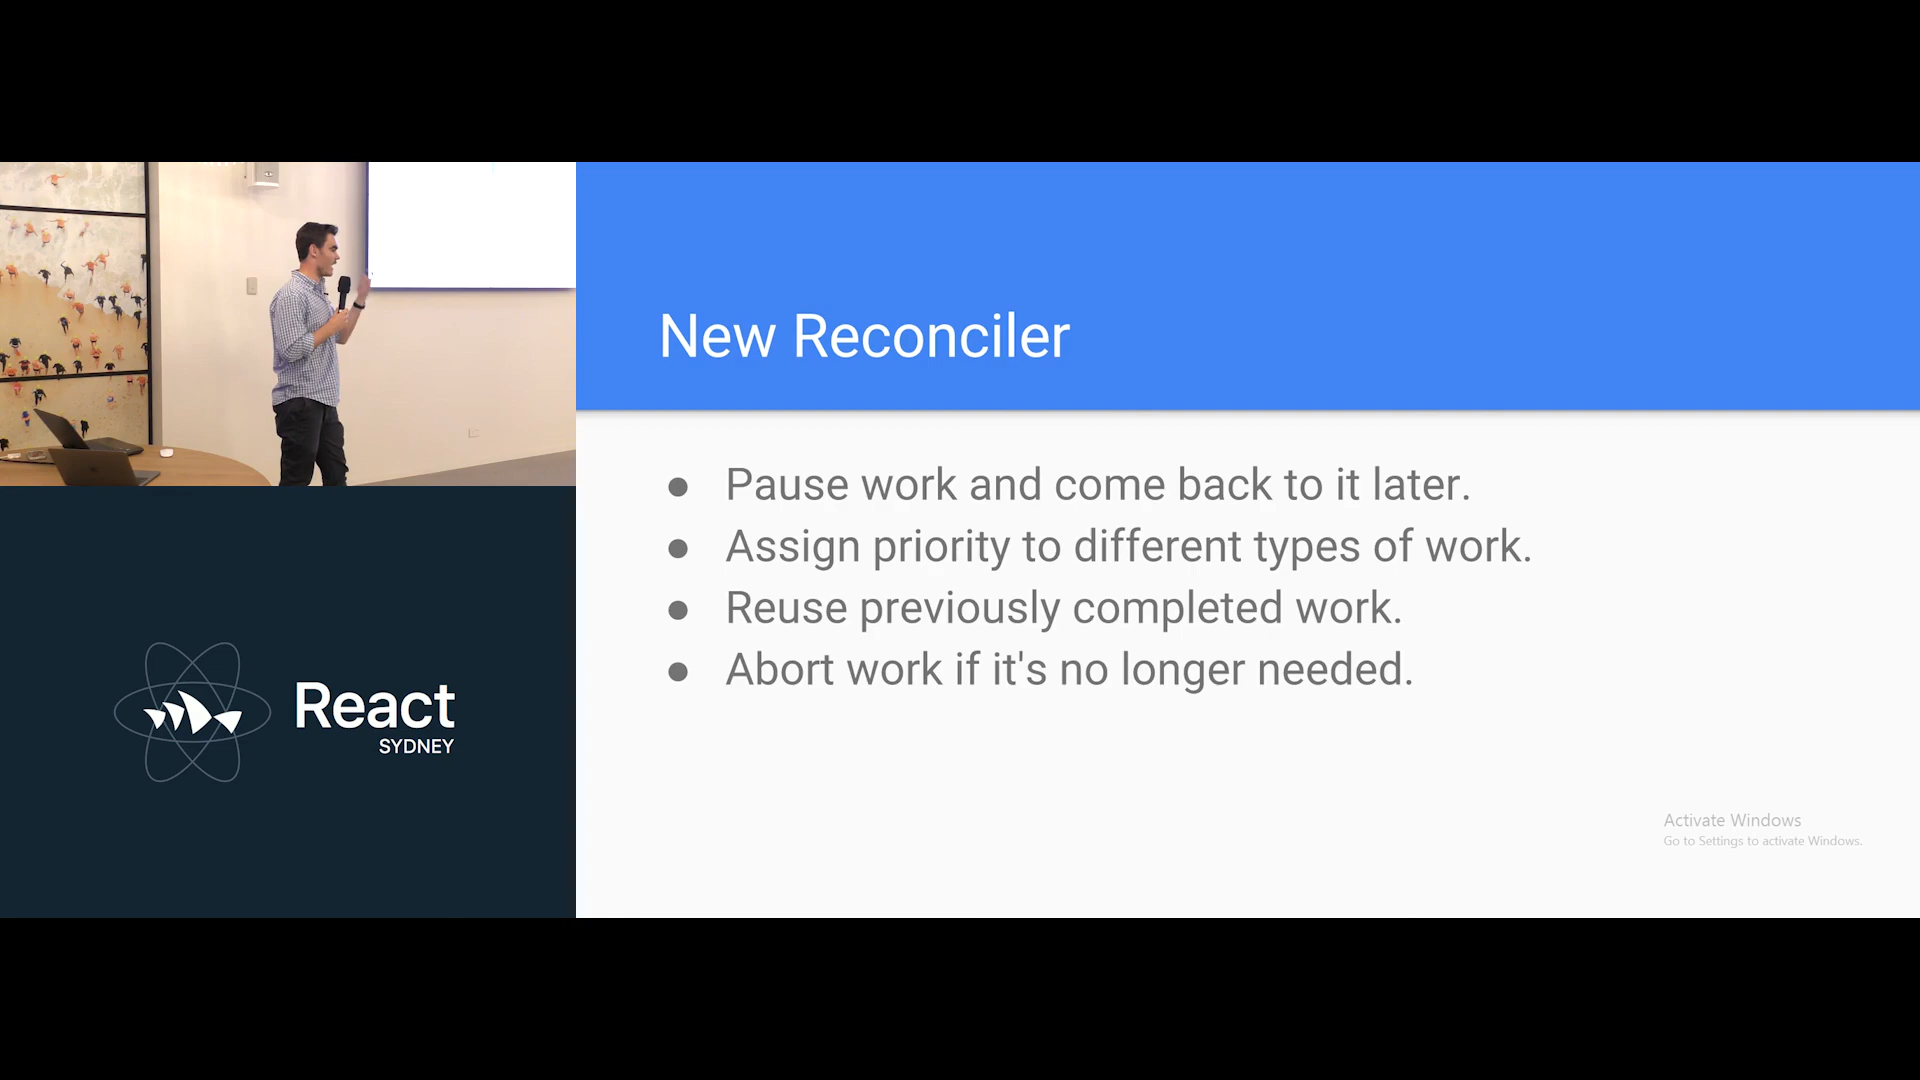 New Reconciler
● Pause work and come back to it later.
● Assign priority to different types of work.
● Reuse previously completed work.
● Abort work if it's no longer needed.
React
SYDNEY
Activate Windows
Go to Settings to activate Windows.